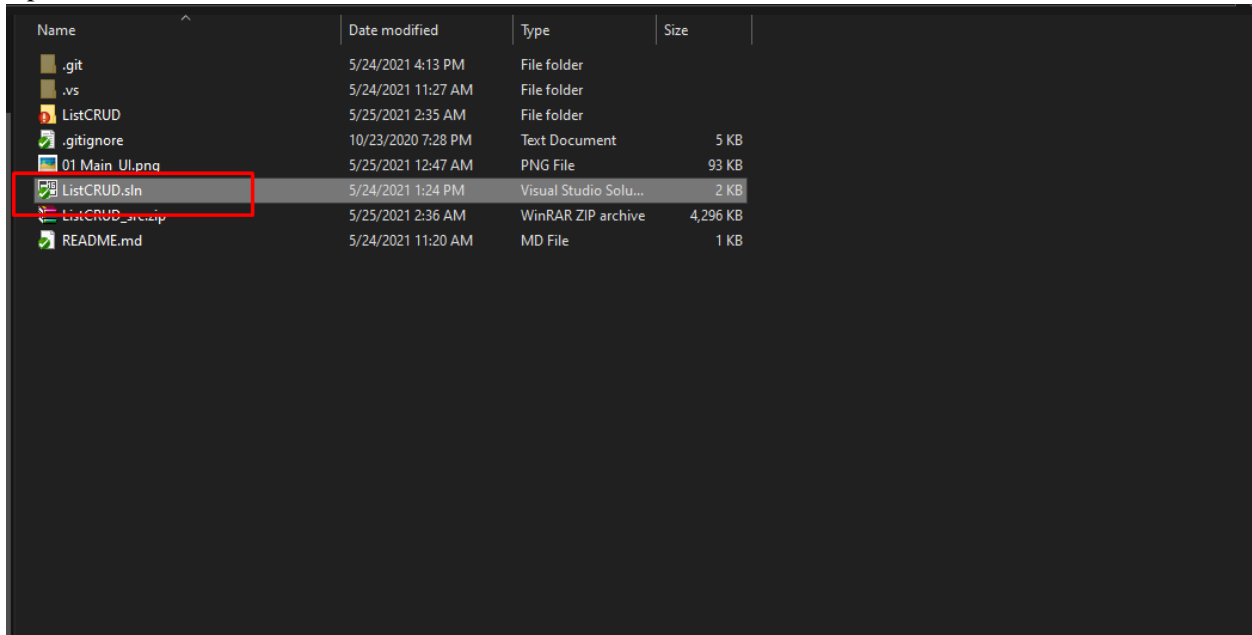 Name Date modified Type Size
.git 5/24/2021 4:13 PM File folder
.vs 5/24/2021 11:27 AM File folder
ListCRUD 5/25/2021 2:35 AM File folder
.gitignore 10/23/2020 7:28 PM Text Document 5 KB
01 Main UI.png 5/25/2021 12:47 AM PNG File 93 KB
ListCRUD.sln 5/24/2021 1:24 PM Visual Studio Solu... 2 KB
ListCRUD_src.zip 5/25/2021 2:36 AM WinRAR ZIP archive 4,296 KB
README.md 5/24/2021 11:20 AM MD File 1 KB